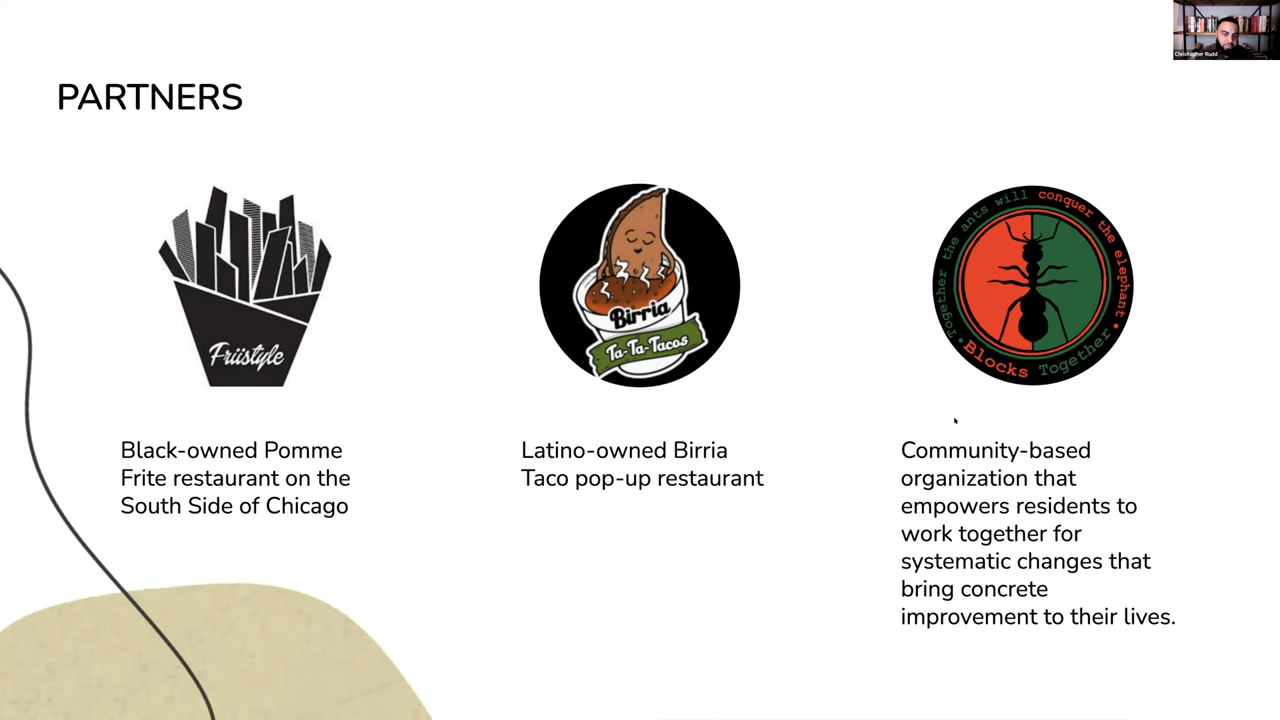 Christopher Rudd
PARTNERS
Früstyle
Birria
Ta-Ta-Tacos
Together the ants will conquer the elephant
Blocks Together
Black-owned Pomme
Frite restaurant on the
South Side of Chicago
Latino-owned Birria
Taco pop-up restaurant
Community-based
organization that
empowers residents to
work together for
systematic changes that
bring concrete
improvement to their lives.